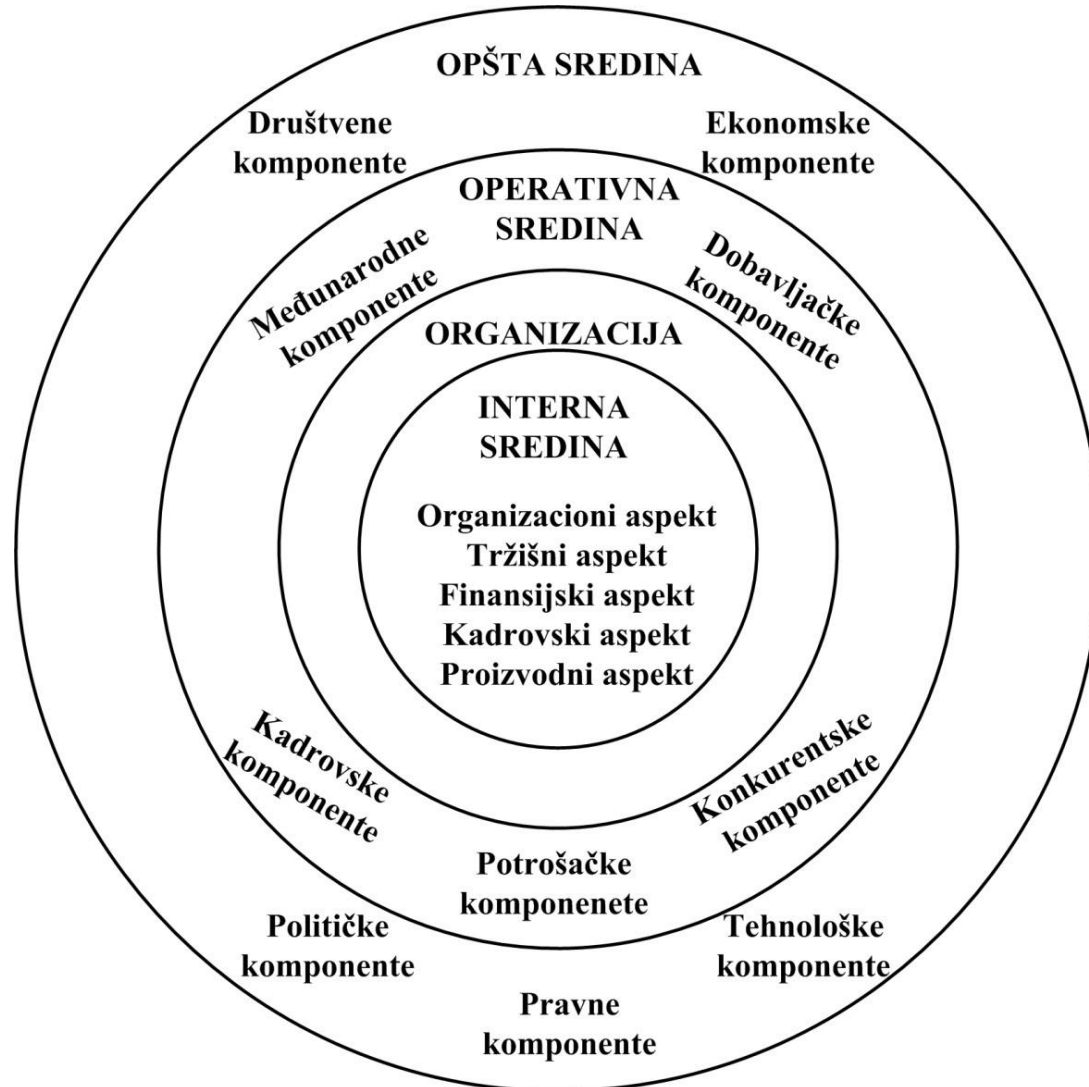 OPŠTA SREDINA
Društvene
komponente
Ekonomske
komponente
OPERATIVNA
SREDINA
Međunarodne
komponente
Dobavljačke
komponente
ORGANIZACIJA
INTERNA
SREDINA
Organizacioni aspekt
Tržišni aspekt
Finansijski aspekt
Kadrovski aspekt
Proizvodni aspekt
Kadrovske
komponente
Konkurentske
komponente
Potrošačke
komponenete
Političke
komponente
Tehnološke
komponente
Pravne
komponente